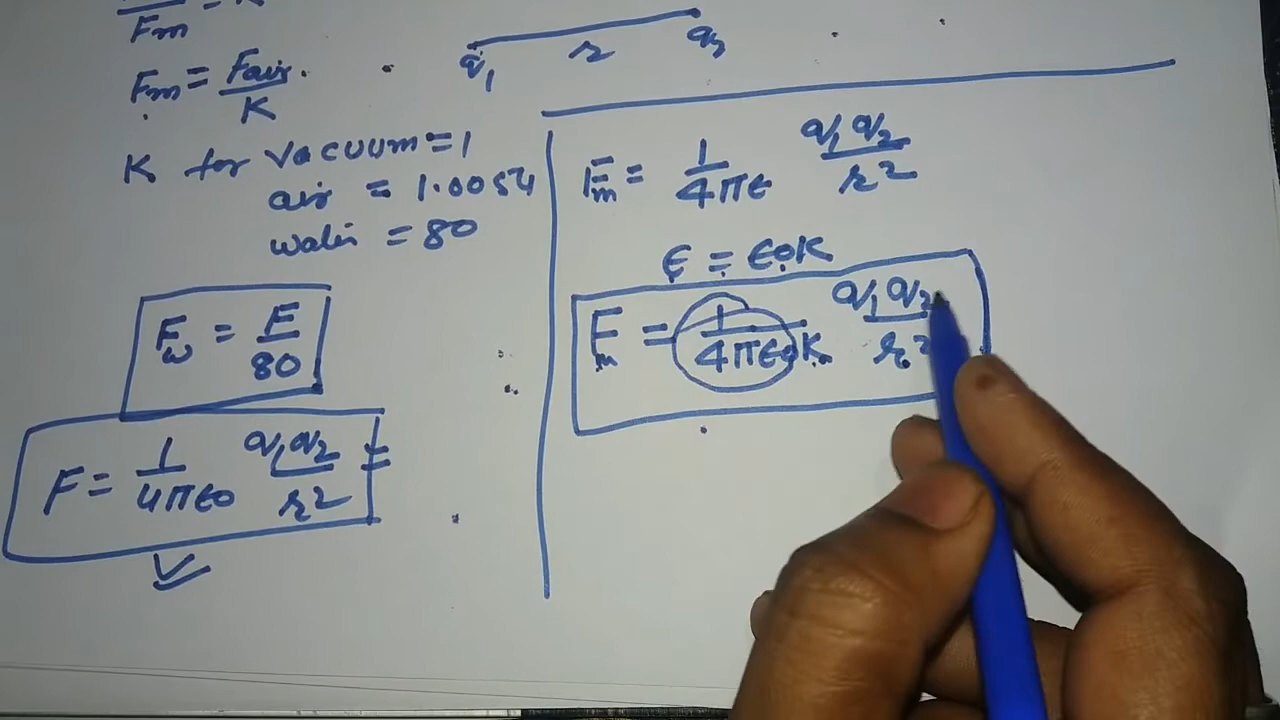 Fm
Fm = Fair / K
K for Vacuum = 1
air = 1.0054
water = 80
Fw = F / 80
F = 1 / 4πε0 q1q2 / r2 =
q1 r q2
Fm = 1 / 4πε q1q2 / r2
ε = ε0K
Fm = 1 / 4πε0K q1q2 / r2